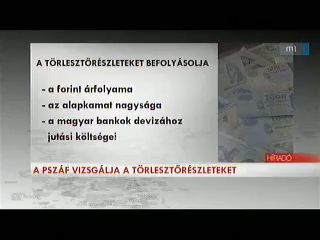 m1
A TÖRLESZTŐRÉSZLETEKET BEFOLYÁSOLJA
- a forint árfolyama
- az alapkamat nagysága
- a magyar bankok devizához
jutási költségei
HÍRADÓ
A PSZÁF VIZSGÁLJA A TÖRLESZTŐRÉSZLETEKET